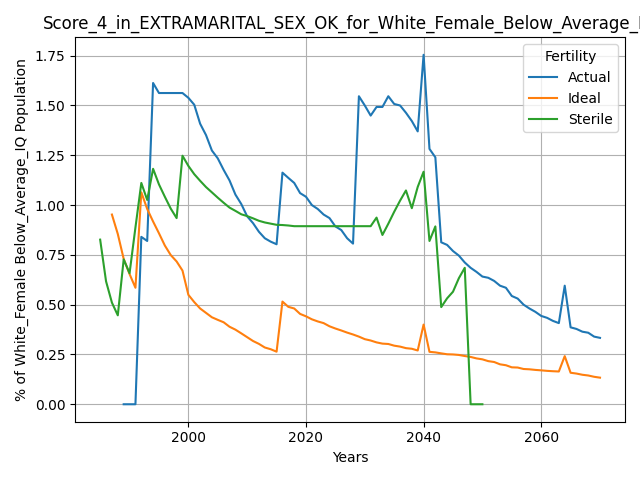 Score_4_in_EXTRAMARITAL_SEX_OK_for_White_Female_Below_Average_
% of White_Female Below_Average_IQ Population
1.75
1.50
1.25
1.00
0.75
0.50
0.25
0.00
Fertility
Actual
Ideal
Sterile
2000 2020 2040 2060
Years